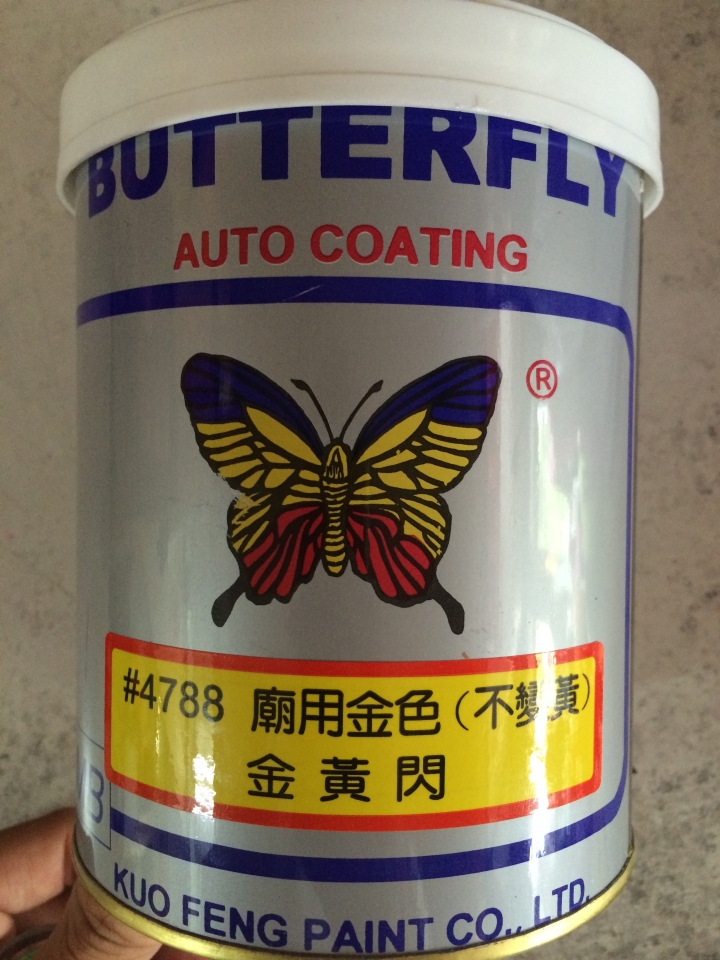 BUTTERFLY
AUTO COATING
®
#4788 廟用金色(不變黃)
金黃閃
KUO FENG PAINT CO., LTD.